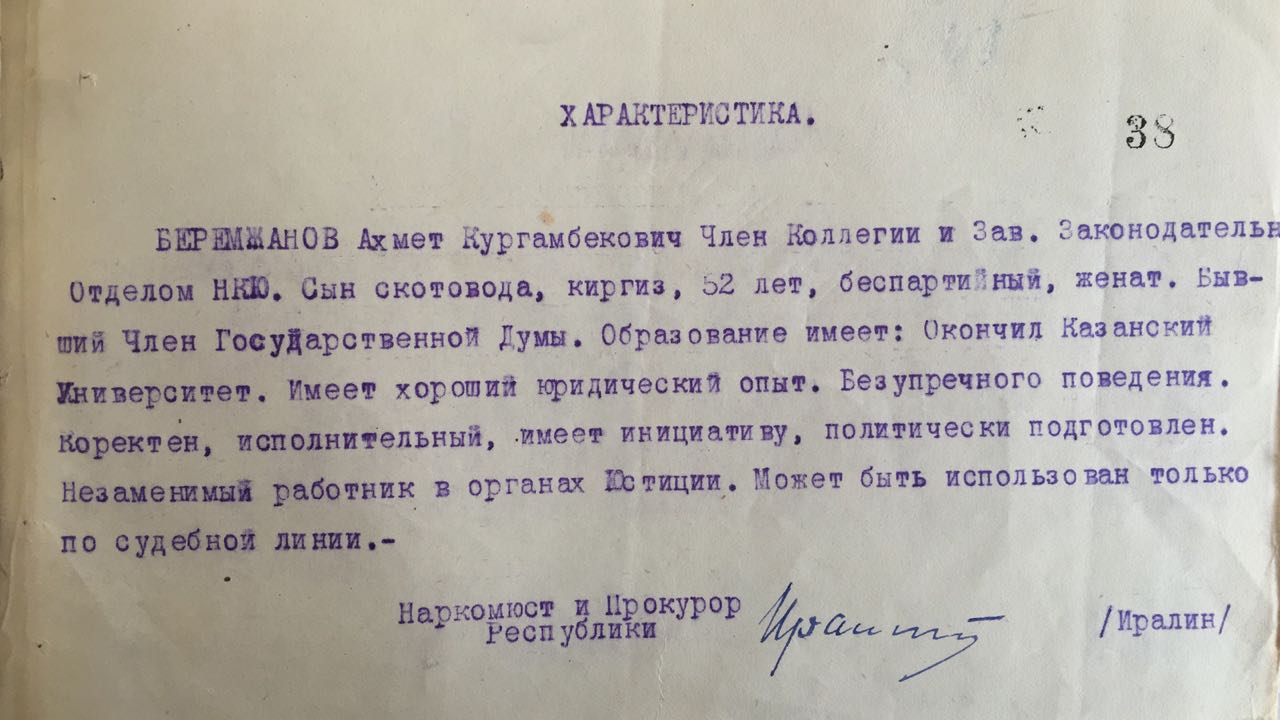 ХАРАКТЕРИСТИКА.
38
БЕРЕМЖАНОВ Ахмет Кургамбекович Член Коллегии и Зав. Законодательн
Отделом НКЮ. Сын скотовода, киргиз, 52 лет, беспартийный, женат. Быв-
ший Член Государственной Думы. Образование имеет: Окончил Казанский
Университет. Имеет хороший юридический опыт. Безупречного поведения.
Коректен, исполнительный, имеет инициативу, политически подготовлен.
Незаменимый работник в органах Юстиции. Может быть использован только
по судебной линии.-
Наркомюст и Прокурор
Республики
/Иралин/